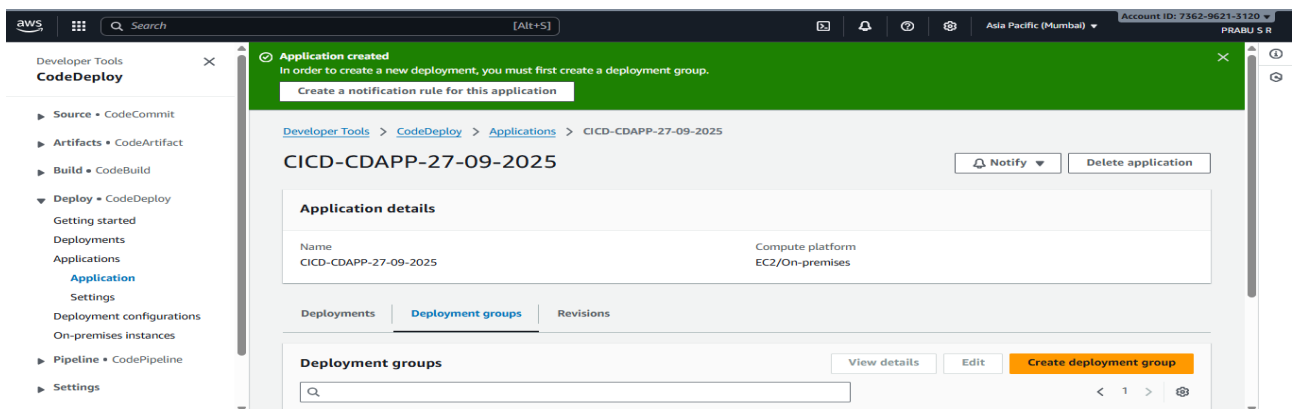 aws
Search
[Alt+S]
Asia Pacific (Mumbai)
Account ID: 7362-9621-3120
PRABU S R
Developer Tools
CodeDeploy
Source • CodeCommit
Artifacts • CodeArtifact
Build • CodeBuild
Deploy • CodeDeploy
Getting started
Deployments
Applications
Application
Settings
Deployment configurations
On-premises instances
Pipeline • CodePipeline
Settings
Application created
In order to create a new deployment, you must first create a deployment group.
Create a notification rule for this application
Developer Tools > CodeDeploy > Applications > CICD-CDAPP-27-09-2025
CICD-CDAPP-27-09-2025
Notify
Delete application
Application details
Name
CICD-CDAPP-27-09-2025
Compute platform
EC2/On-premises
Deployments
Deployment groups
Revisions
Deployment groups
View details
Edit
Create deployment group
< 1 >